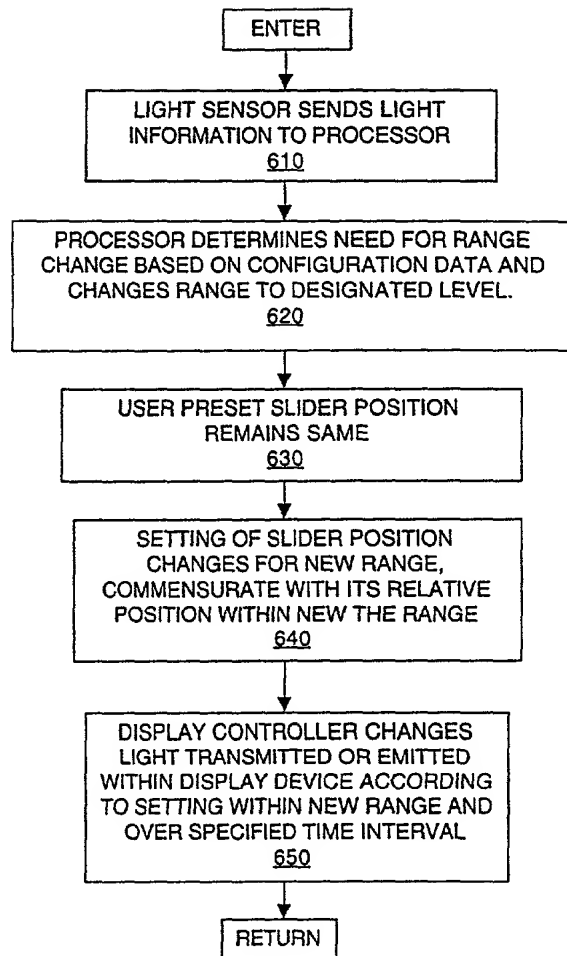 ENTER
LIGHT SENSOR SENDS LIGHT
INFORMATION TO PROCESSOR
610
PROCESSOR DETERMINES NEED FOR RANGE
CHANGE BASED ON CONFIGURATION DATA AND
CHANGES RANGE TO DESIGNATED LEVEL.
620
USER PRESET SLIDER POSITION
REMAINS SAME
630
SETTING OF SLIDER POSITION
CHANGES FOR NEW RANGE,
COMMENSURATE WITH ITS RELATIVE
POSITION WITHIN NEW THE RANGE
640
DISPLAY CONTROLLER CHANGES
LIGHT TRANSMITTED OR EMITTED
WITHIN DISPLAY DEVICE ACCORDING
TO SETTING WITHIN NEW RANGE AND
OVER SPECIFIED TIME INTERVAL
650
RETURN